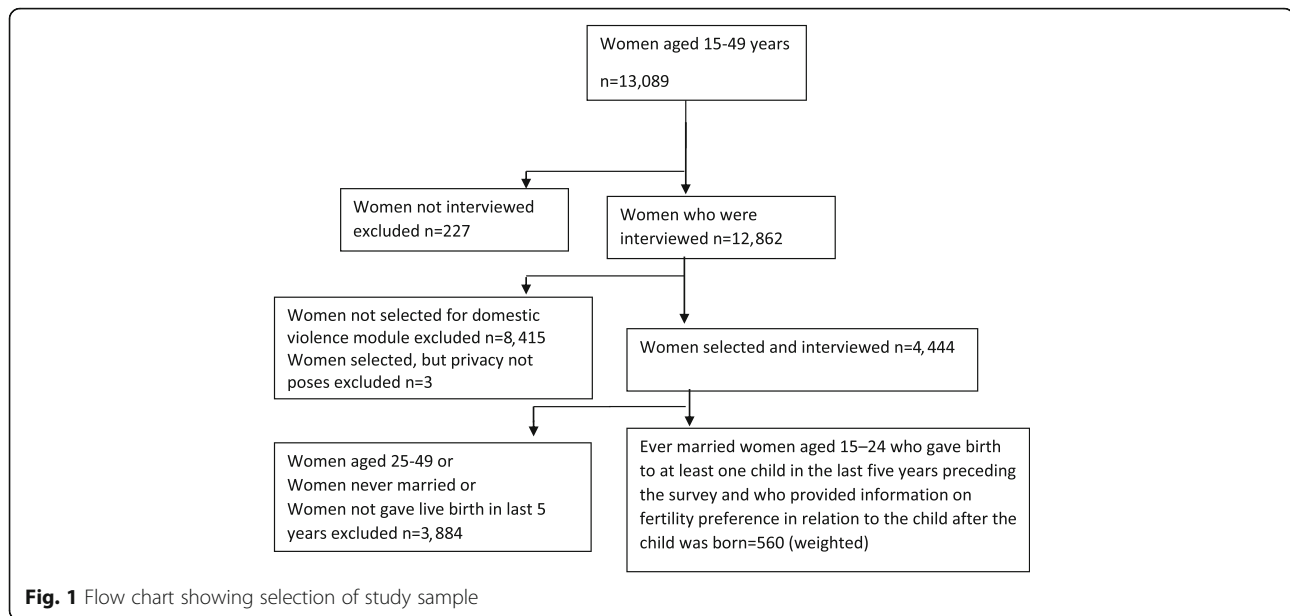 Women aged 15-49 years
n=13,089
Women not interviewed
excluded n=227
Women who were
interviewed n=12,862
Women not selected for domestic
violence module excluded n=8,415
Women selected, but privacy not
poses excluded n=3
Women selected and interviewed n=4,444
Women aged 25-49 or
Women never married or
Women not gave live birth in last 5
years excluded n=3,884
Ever married women aged 15–24 who gave birth
to at least one child in the last five years preceding
the survey and who provided information on
fertility preference in relation to the child after the
child was born=560 (weighted)
Fig. 1 Flow chart showing selection of study sample